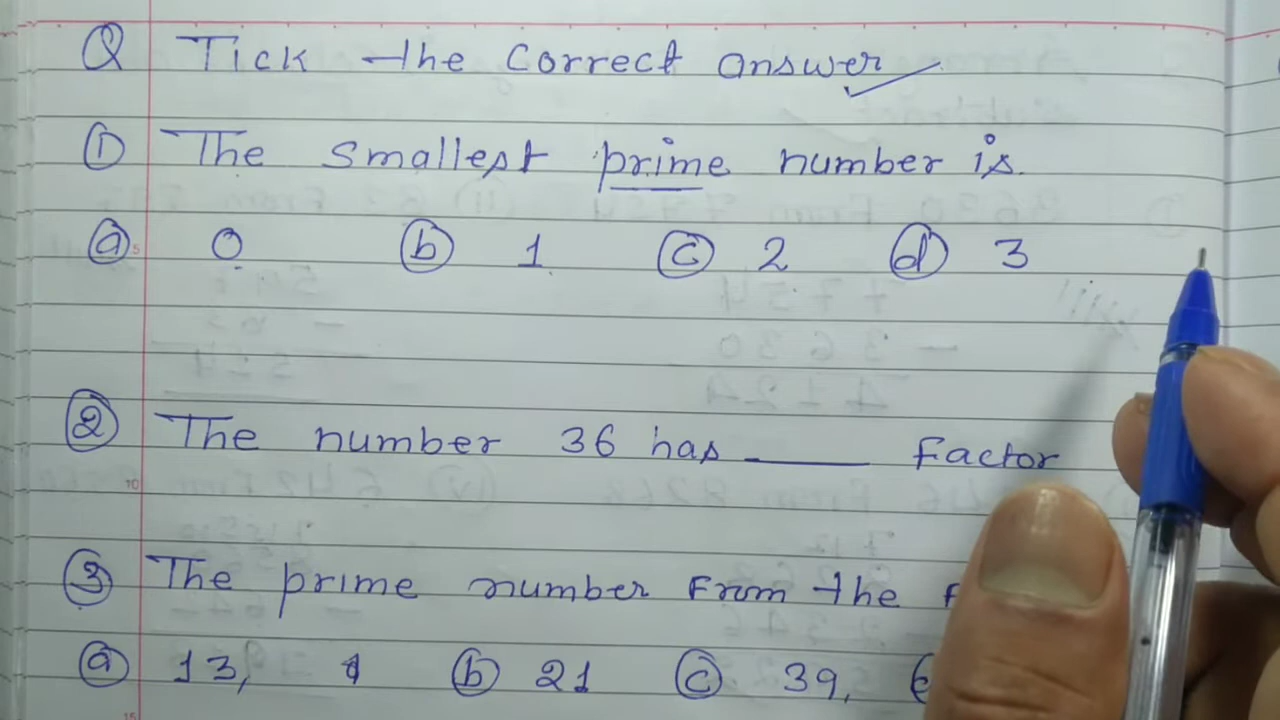 Q Tick the correct answer ✓
① The smallest prime number is.
ⓐ 0 ⓑ 1 ⓒ 2 ⓓ 3
② The number 36 has ____ Factor
③ The prime number From the
ⓐ 13, ⓑ 21 ⓒ 39,